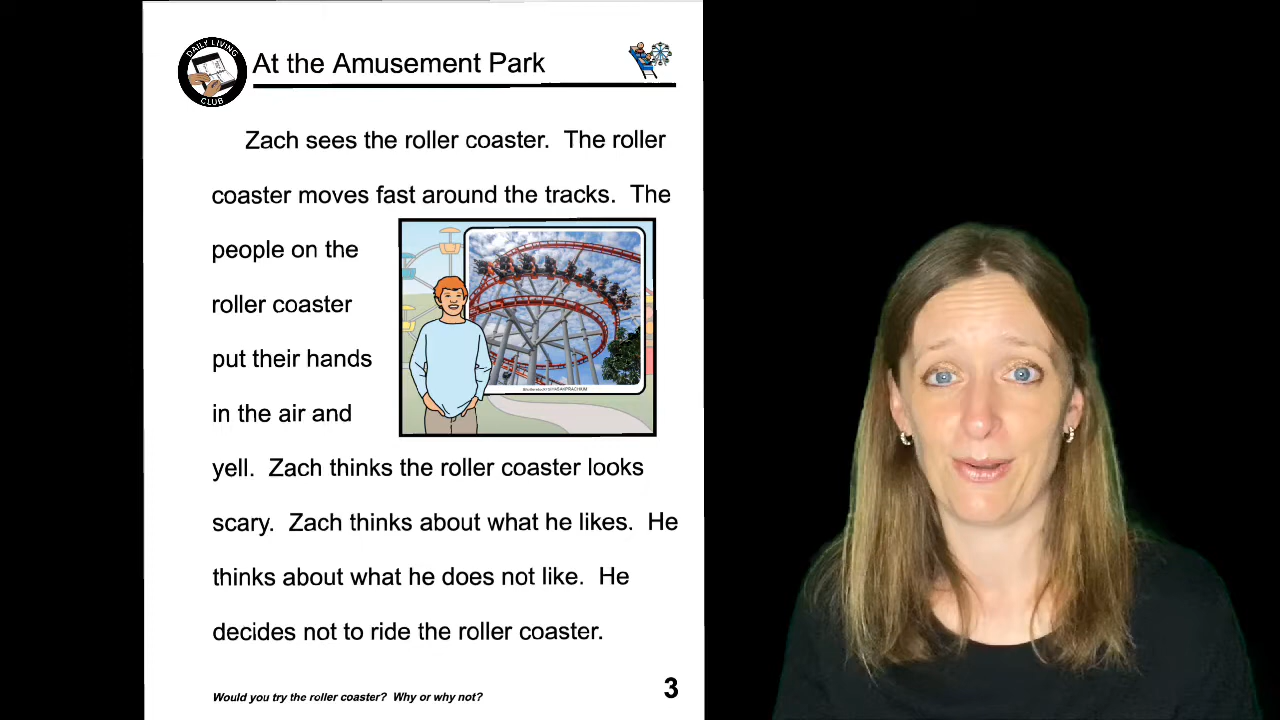 DAILY LIVING
CLUB
At the Amusement Park
Zach sees the roller coaster. The roller
coaster moves fast around the tracks. The
people on the
roller coaster
put their hands
in the air and
yell. Zach thinks the roller coaster looks
scary. Zach thinks about what he likes. He
thinks about what he does not like. He
decides not to ride the roller coaster.
Would you try the roller coaster? Why or why not?
3